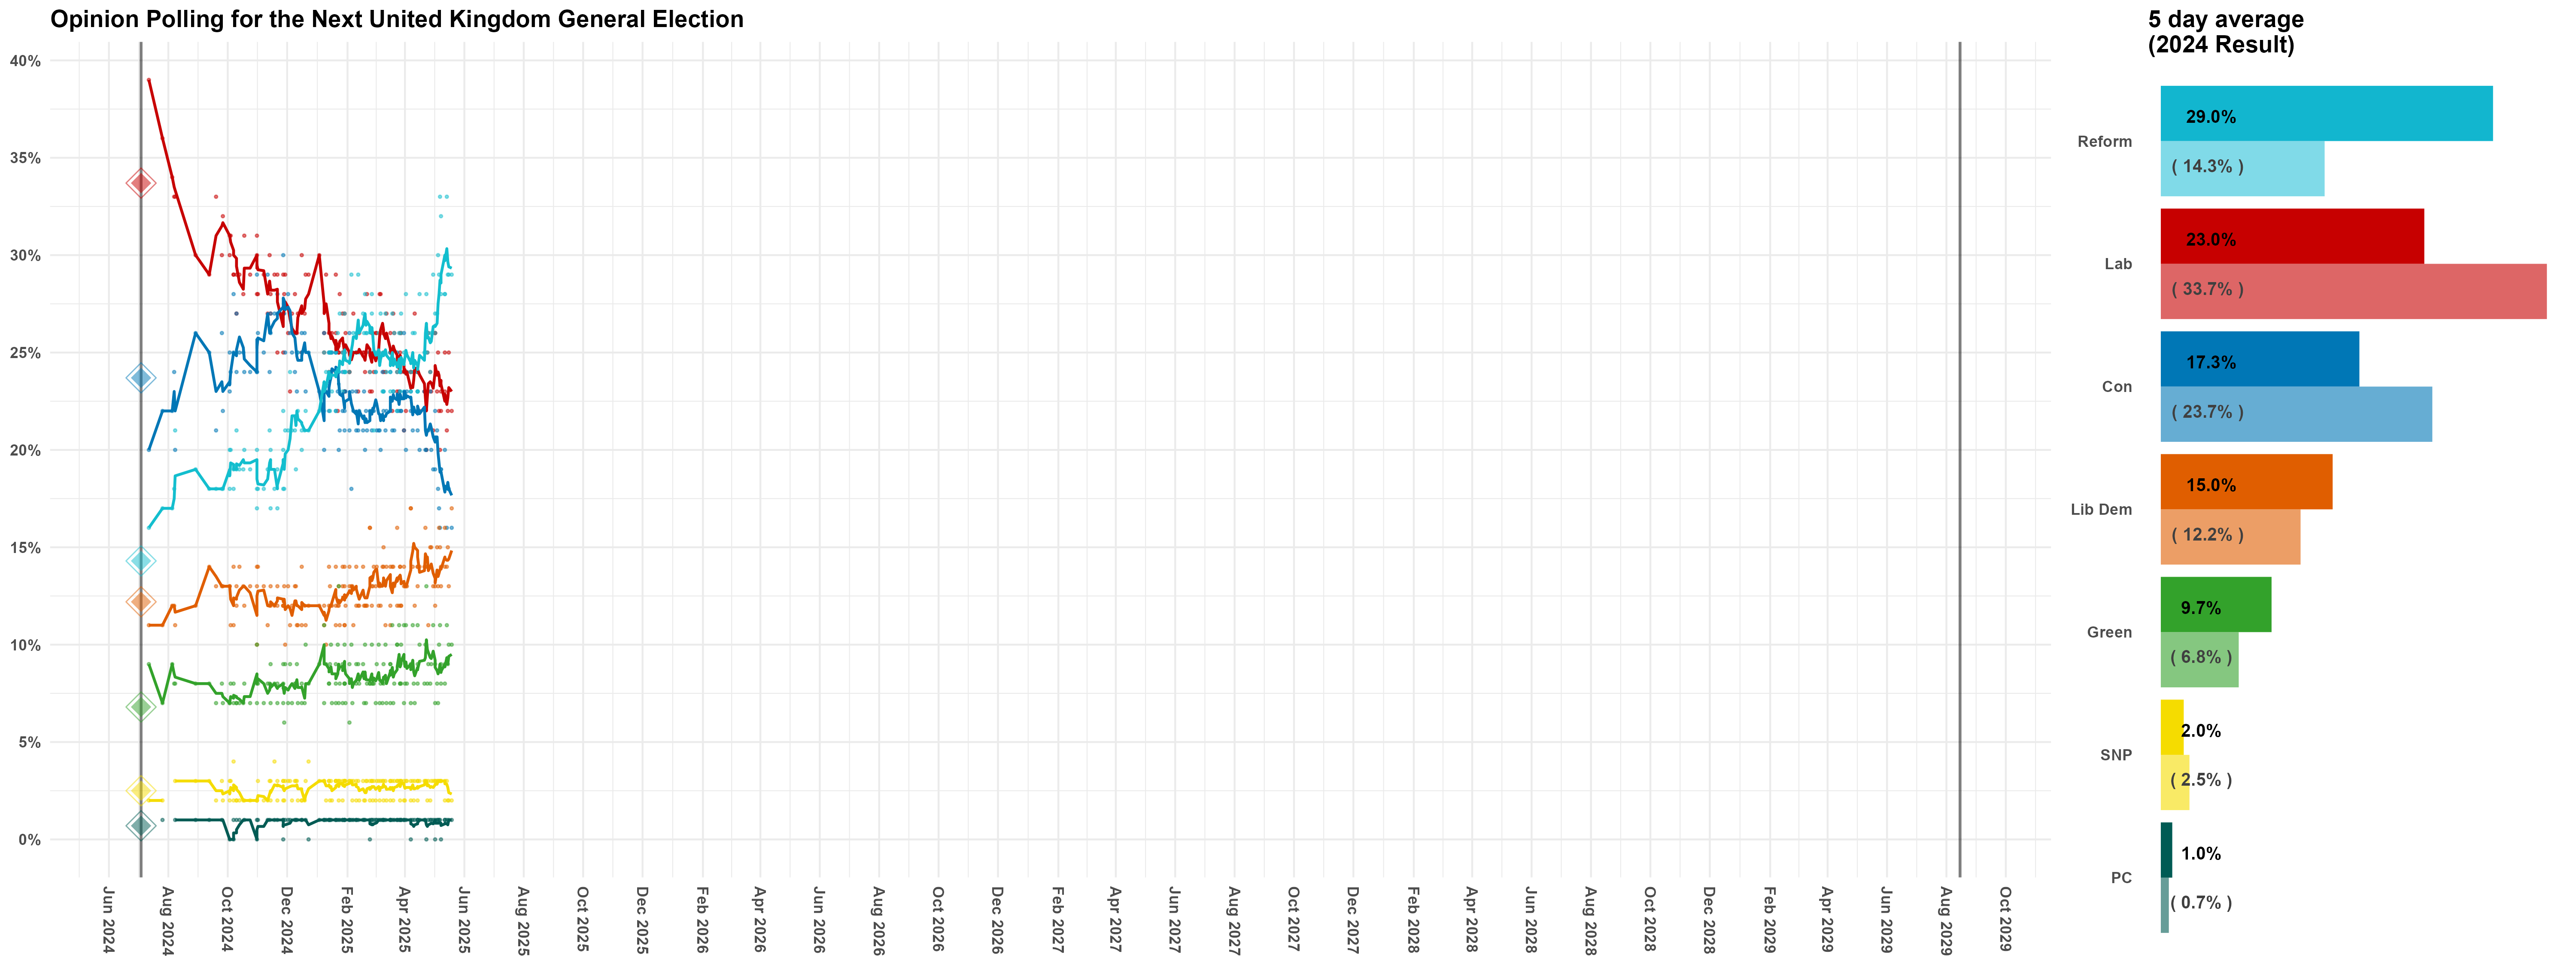 Opinion Polling for the Next United Kingdom General Election
40%
35%
30%
25%
20%
15%
10%
5%
0%
Jun 2024
Aug 2024
Oct 2024
Dec 2024
Feb 2025
Apr 2025
Jun 2025
Aug 2025
Oct 2025
Dec 2025
Feb 2026
Apr 2026
Jun 2026
Aug 2026
Oct 2026
Dec 2026
Feb 2027
Apr 2027
Jun 2027
Aug 2027
Oct 2027
Dec 2027
Feb 2028
Apr 2028
Jun 2028
Aug 2028
Oct 2028
Dec 2028
Feb 2029
Apr 2029
Jun 2029
Aug 2029
Oct 2029
5 day average
(2024 Result)
Reform
29.0%
( 14.3% )
Lab
23.0%
( 33.7% )
Con
17.3%
( 23.7% )
Lib Dem
15.0%
( 12.2% )
Green
9.7%
( 6.8% )
SNP
2.0%
( 2.5% )
PC
1.0%
( 0.7% )